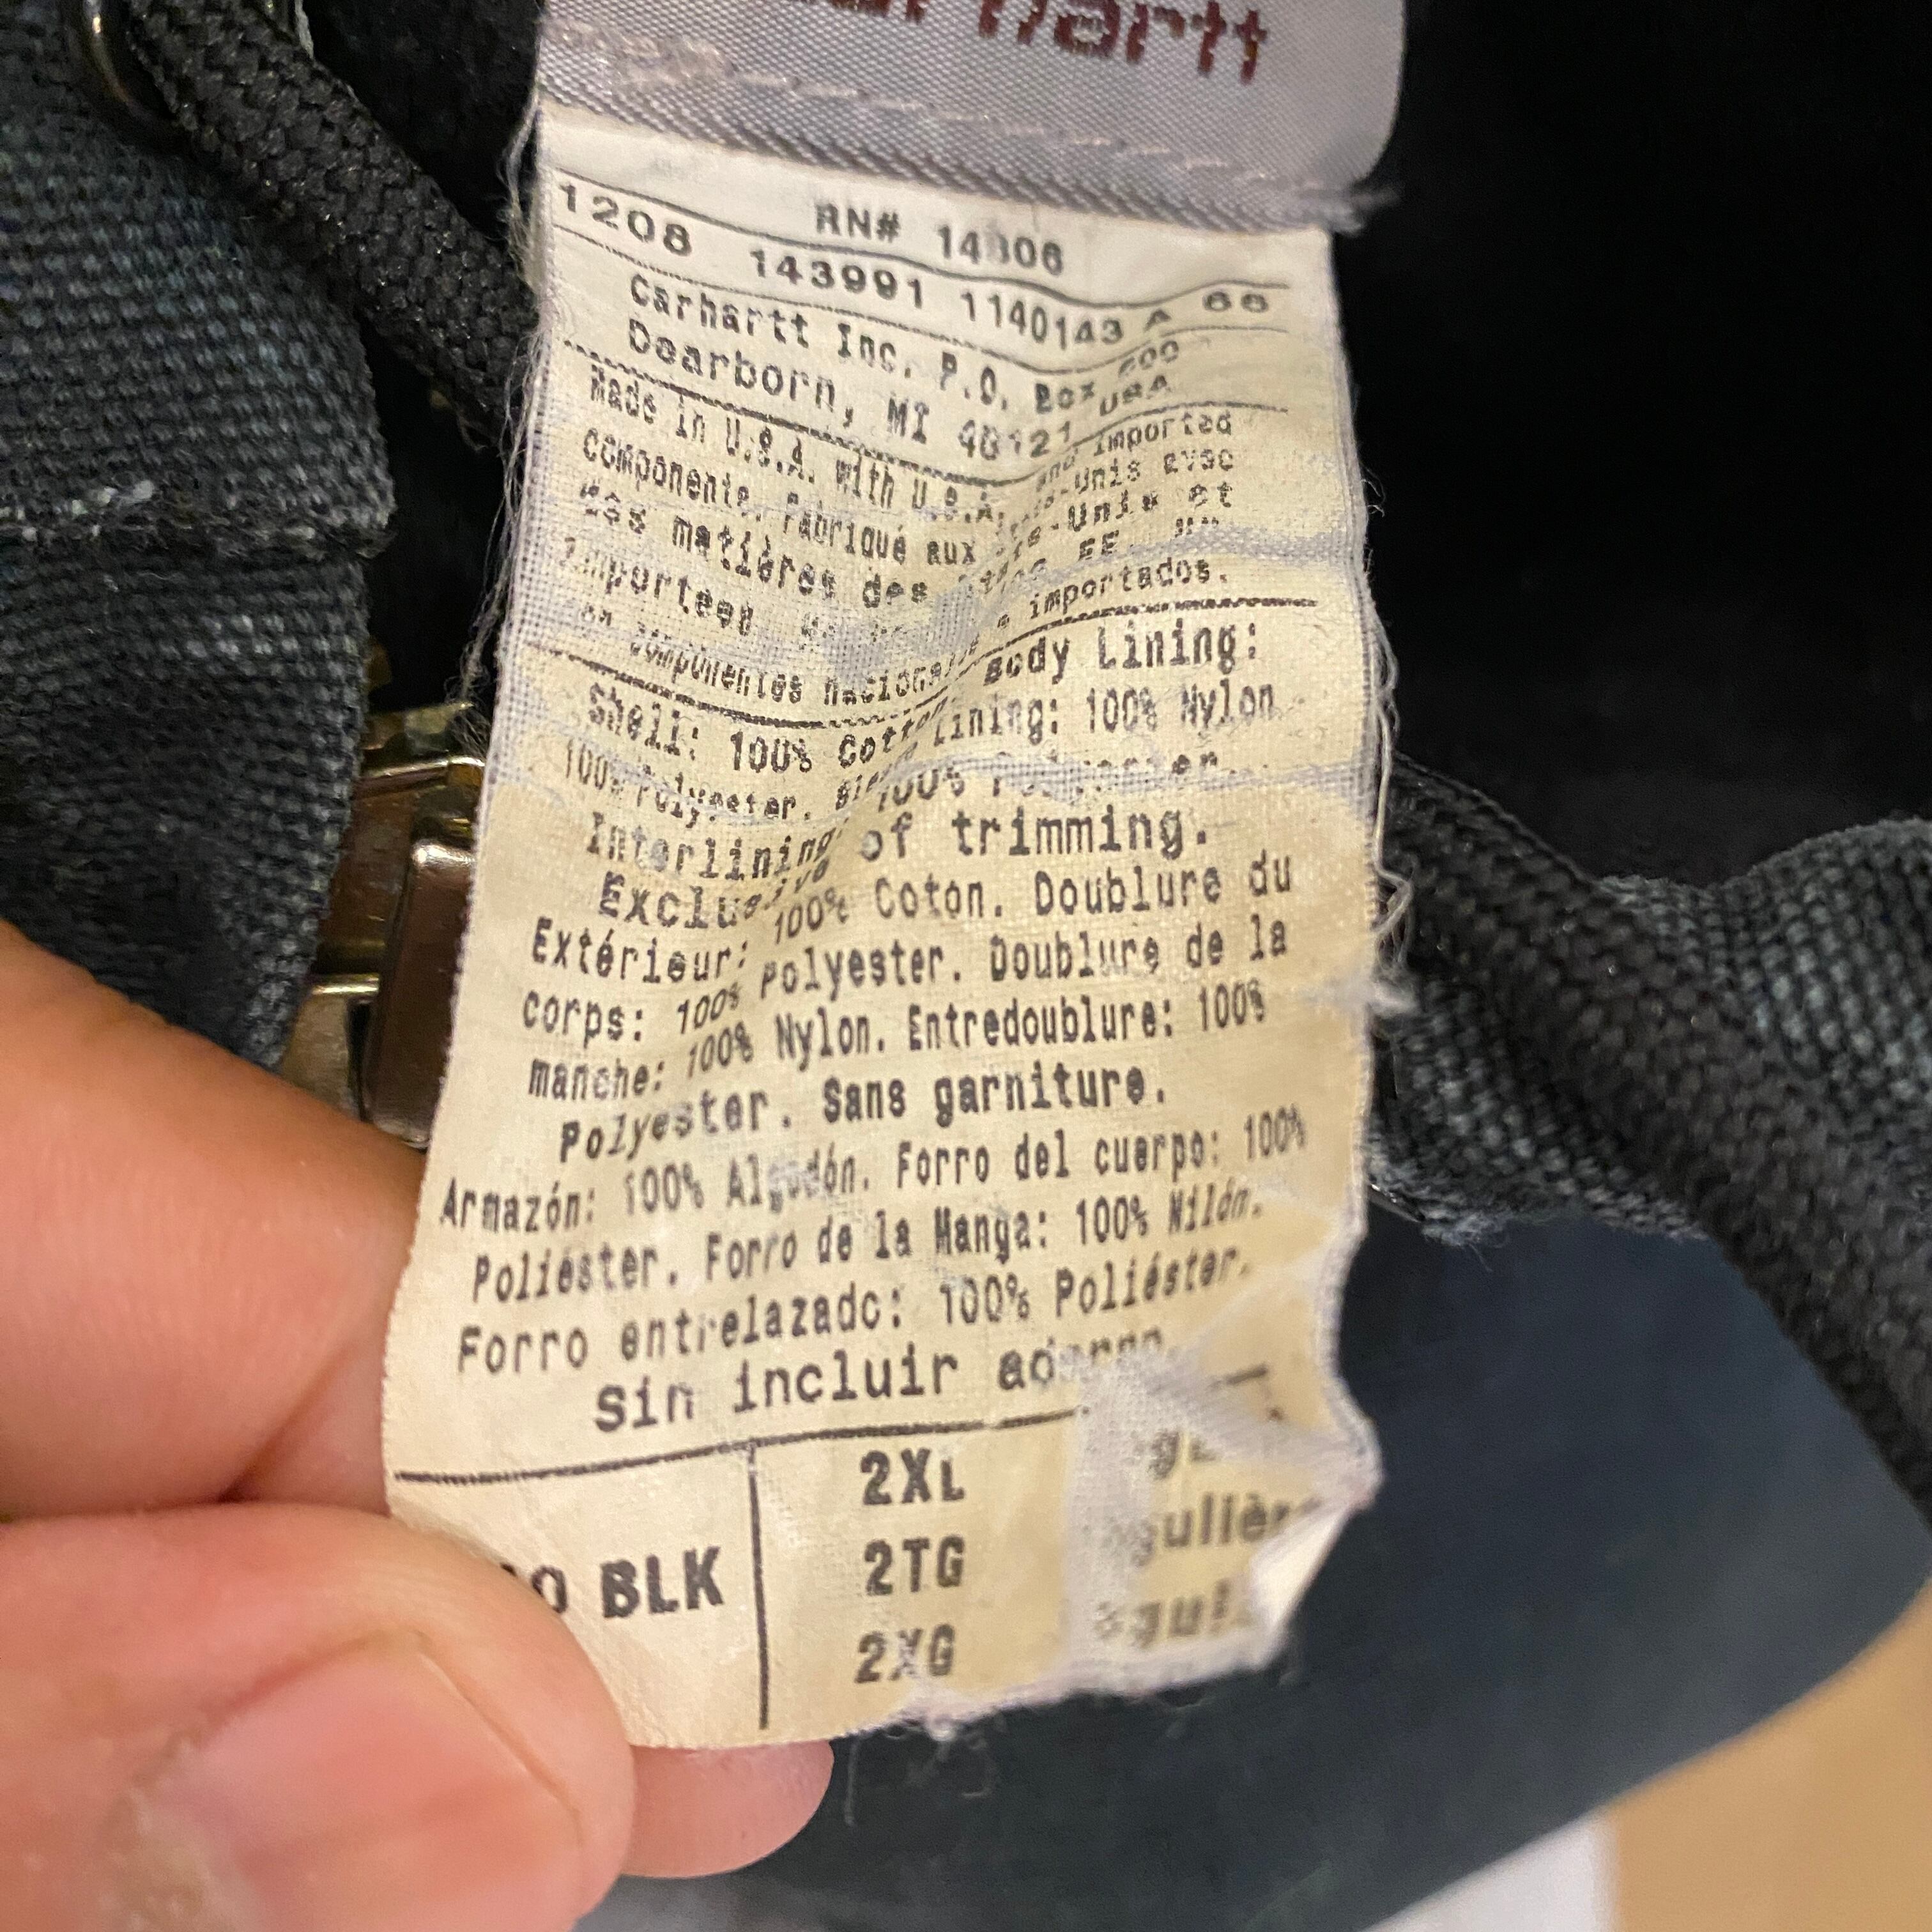 RN# 14806
1208 143991 1140143 A 66
Carhartt Inc. P.O. Box 600
Dearborn, MI 48121 USA
Made in U.S.A. with U.S.A. and imported
components. Fabriqué aux avec
des matières des et
importées
componentes importados.
Shell: 100% Cotton. Body Lining:
100% Polyester. Lining: 100% Nylon
Interlining: 100% Polyester.
Exclusive of trimming.
Extérieur: 100% Coton. Doublure du
corps: 100% Polyester. Doublure de la
manche: 100% Nylon. Entredoublure: 100%
Polyester. Sans garniture.
Armazón: 100% Algodón. Forro del cuerpo: 100%
Poliéster. Forro de la Manga: 100% Nilón.
Forro entrelazado: 100% Poliéster.
Sin incluir
BLK
2XL
2TG
2XG